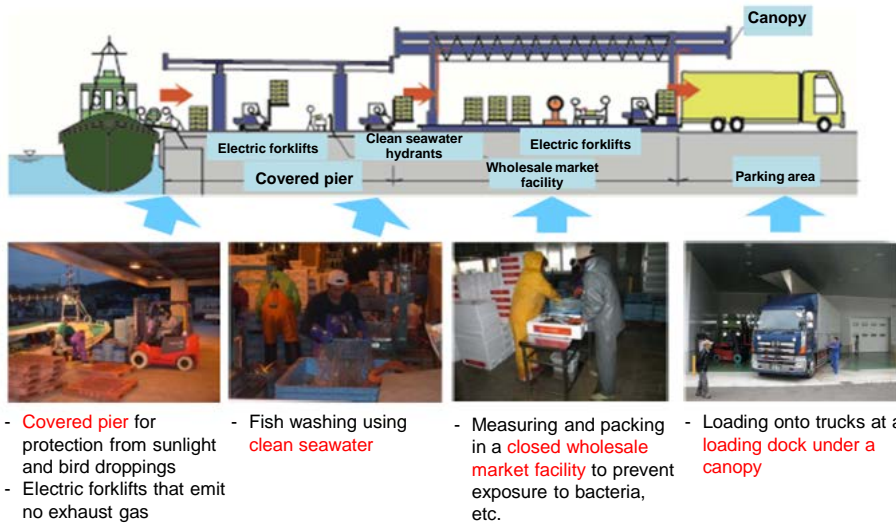 Canopy
Electric forklifts
Clean seawater
hydrants
Electric forklifts
Covered pier
Wholesale market
facility
Parking area
- Covered pier for
protection from sunlight
and bird droppings
- Electric forklifts that emit
no exhaust gas
- Fish washing using
clean seawater
- Measuring and packing
in a closed wholesale
market facility to prevent
exposure to bacteria,
etc.
- Loading onto trucks at a
loading dock under a
canopy